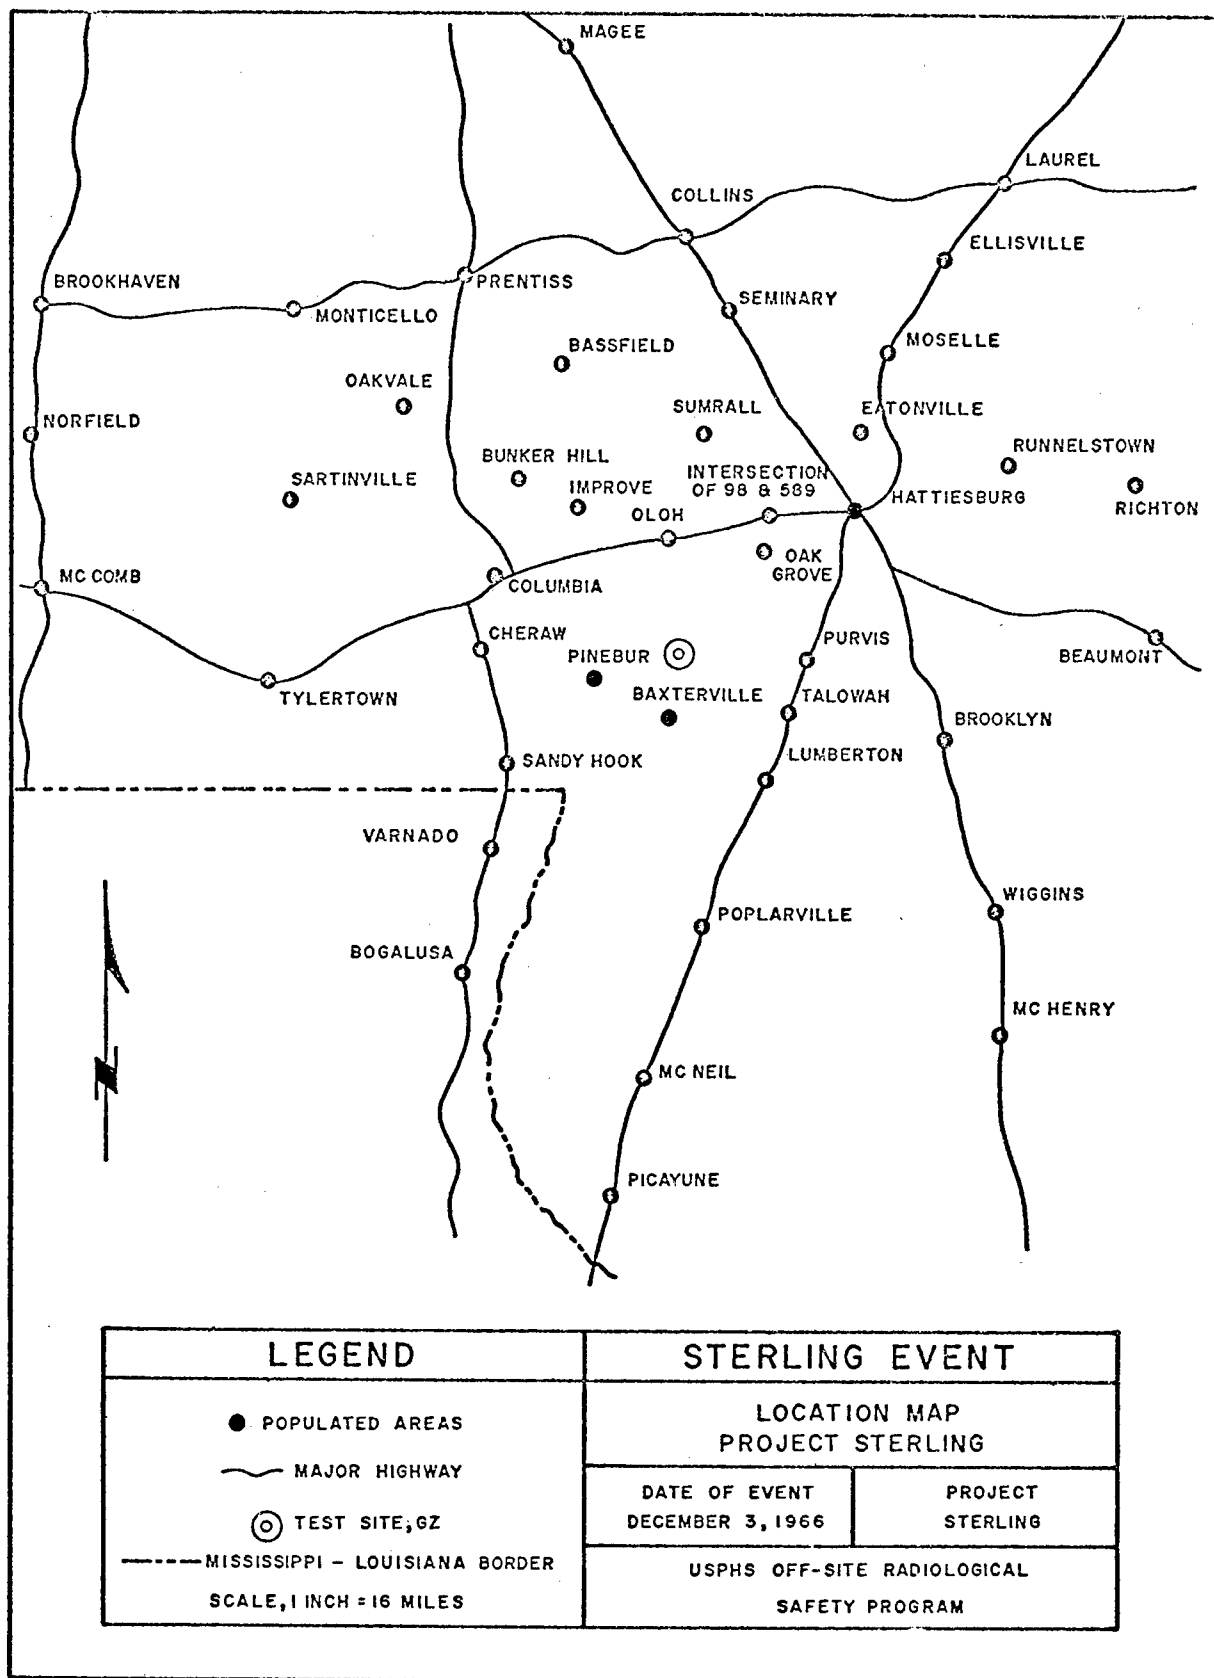 MAGEE
LAUREL
COLLINS
ELLISVILLE
BROOKHAVEN
PRENTISS
SEMINARY
MONTICELLO
MOSELLE
BASSFIELD
OAKVALE
SUMRALL
EATONVILLE
NORFIELD
RUNNELSTOWN
BUNKER HILL
INTERSECTION
OF 98 & 589
SARTINVILLE
IMPROVE
HATTIESBURG
RICHTON
OLOH
OAK
GROVE
MC COMB
COLUMBIA
CHERAW
PURVIS
PINEBUR
BEAUMONT
TYLERTOWN
BAXTERVILLE
TALOWAH
BROOKLYN
SANDY HOOK
LUMBERTON
VARNADO
WIGGINS
POPLARVILLE
BOGALUSA
MC HENRY
N
MC NEIL
PICAYUNE
LEGEND
POPULATED AREAS
MAJOR HIGHWAY
TEST SITE, GZ
MISSISSIPPI - LOUISIANA BORDER
SCALE, 1 INCH = 16 MILES
STERLING EVENT
LOCATION MAP
PROJECT STERLING
DATE OF EVENT
DECEMBER 3, 1966
PROJECT
STERLING
USPHS OFF-SITE RADIOLOGICAL
SAFETY PROGRAM